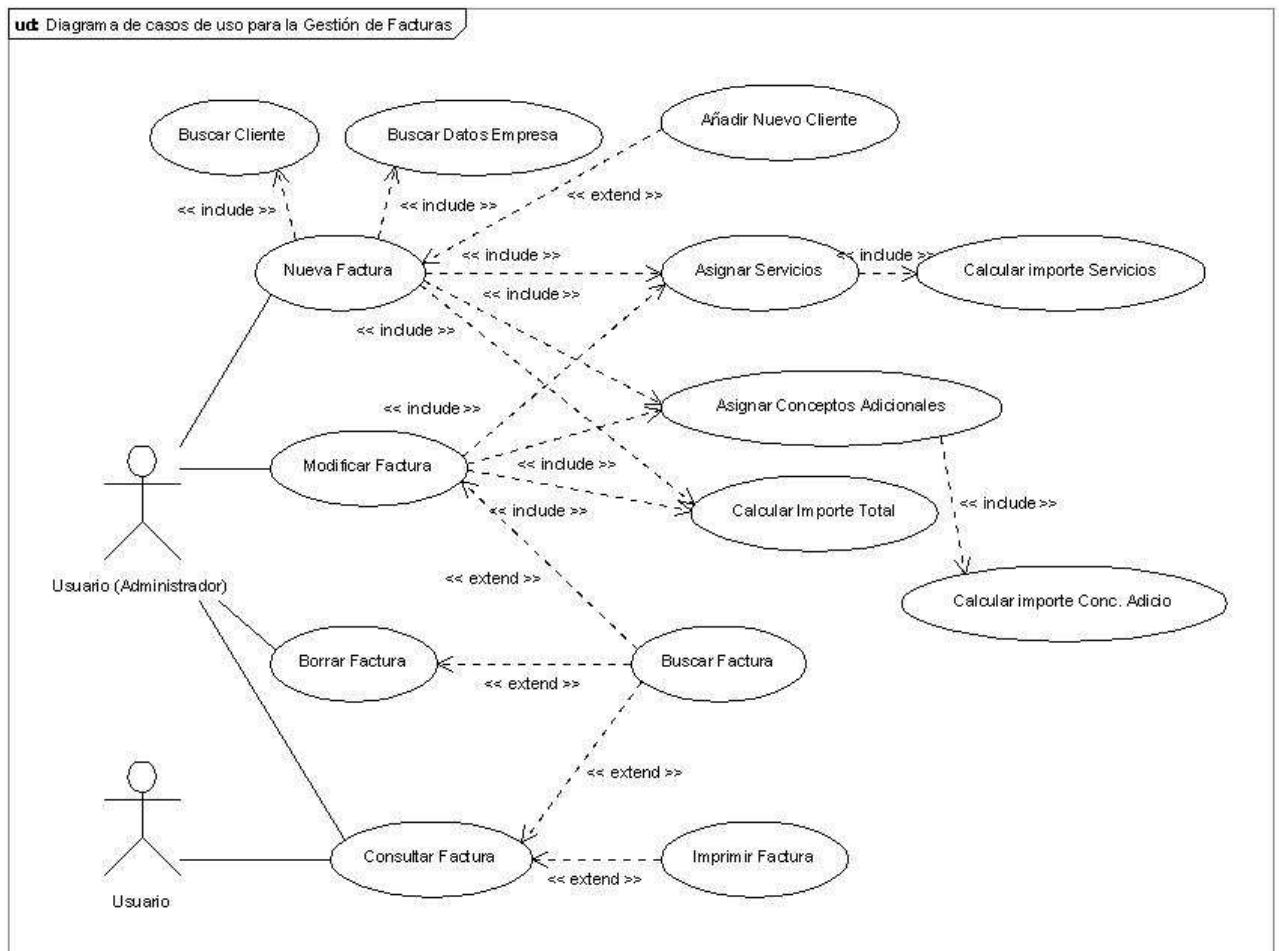 uct Diagrama de casos de uso para la Gestión de Facturas
Buscar Cliente
Buscar Datos Empresa
Añadir Nuevo Cliente
<< include >>
<< include >>
<< extend >>
Nueva Factura
<< include >>
Asignar Servicios
<< include >>
Calcular importe Servicios
<< include >>
<< include >>
<< include >>
Asignar Conceptos Adicionales
Modificar Factura
<< include >>
<< include >>
Calcular Importe Total
<< include >>
<< extend >>
Usuario (Administrador)
Calcular importe Conc. Adicio
Borrar Factura
<< extend >>
Buscar Factura
<< extend >>
Consultar Factura
<< extend >>
Imprimir Factura
Usuario